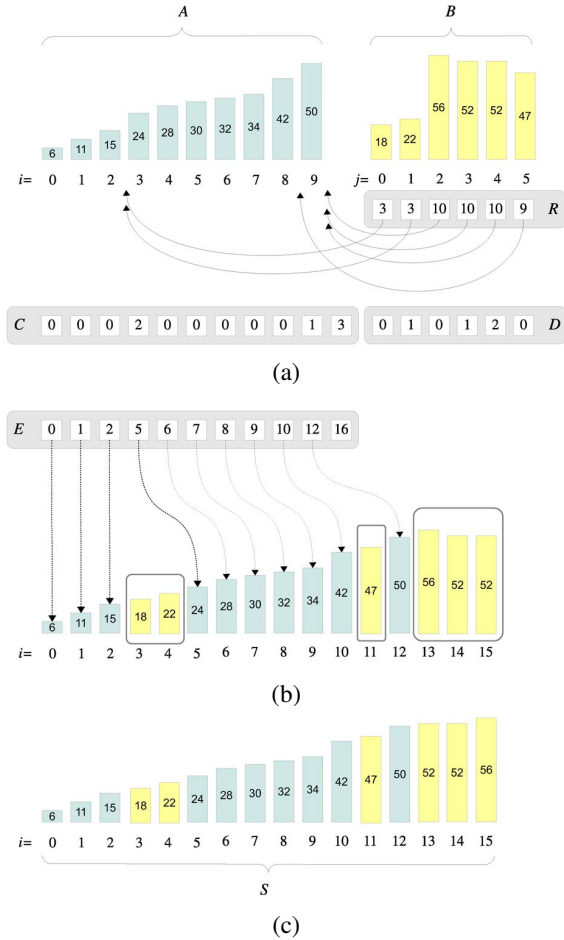 A B
6 11 15 24 28 30 32 34 42 50 18 22 56 52 52 47
i= 0 1 2 3 4 5 6 7 8 9 j= 0 1 2 3 4 5
3 3 10 10 10 9 R
C 0 0 0 2 0 0 0 0 0 1 3 0 1 0 1 2 0 D
(a)
E 0 1 2 5 6 7 8 9 10 12 16
6 11 15 18 22 24 28 30 32 34 42 47 50 56 52 52
i= 0 1 2 3 4 5 6 7 8 9 10 11 12 13 14 15
(b)
6 11 15 18 22 24 28 30 32 34 42 47 50 52 52 56
i= 0 1 2 3 4 5 6 7 8 9 10 11 12 13 14 15
S
(c)